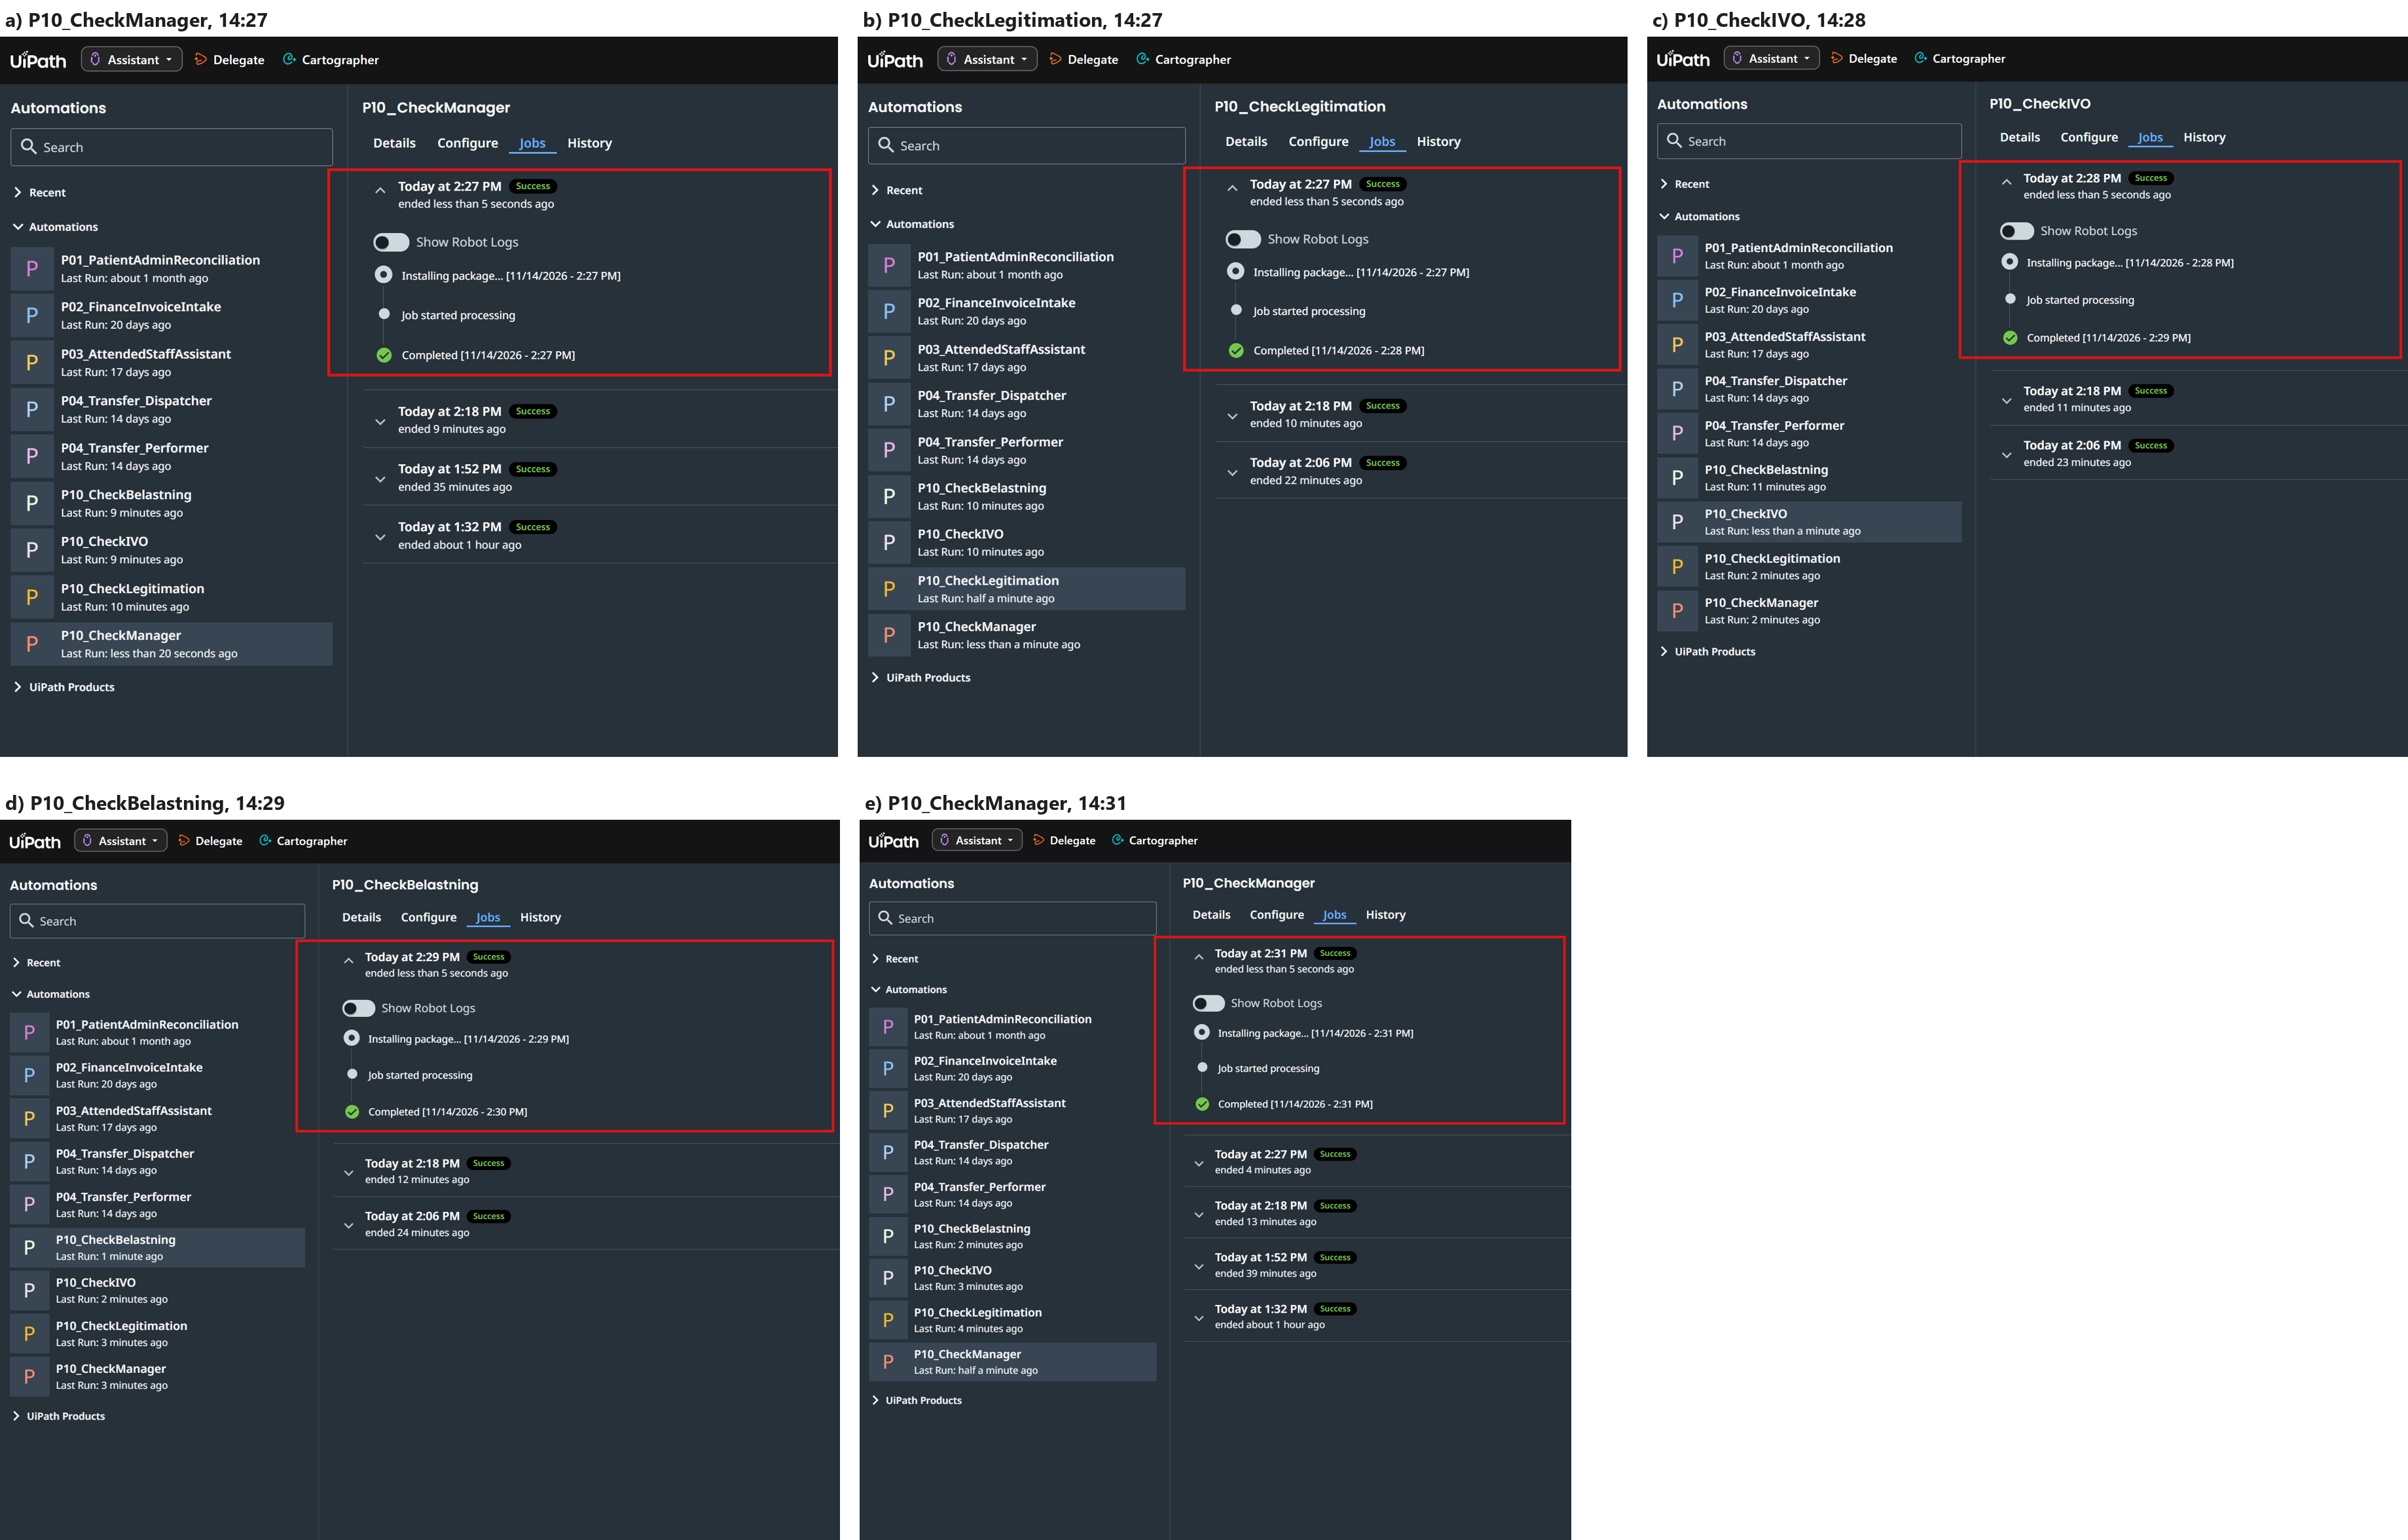 a) P10_CheckManager, 14:27
UiPath Assistant Delegate Cartographer
Automations
Search
Recent
Automations
P P01_PatientAdminReconciliation
Last Run: about 1 month ago
P P02_FinanceInvoiceIntake
Last Run: 20 days ago
P P03_AttendedStaffAssistant
Last Run: 17 days ago
P P04_Transfer_Dispatcher
Last Run: 14 days ago
P P04_Transfer_Performer
Last Run: 14 days ago
P P10_CheckBelastning
Last Run: 9 minutes ago
P P10_CheckIVO
Last Run: 9 minutes ago
P P10_CheckLegitimation
Last Run: 10 minutes ago
P P10_CheckManager
Last Run: less than 20 seconds ago
UiPath Products
P10_CheckManager
Details Configure Jobs History
Today at 2:27 PM Success
ended less than 5 seconds ago
Show Robot Logs
Installing package... [11/14/2026 - 2:27 PM]
Job started processing
Completed [11/14/2026 - 2:27 PM]
Today at 2:18 PM Success
ended 9 minutes ago
Today at 1:52 PM Success
ended 35 minutes ago
Today at 1:32 PM Success
ended about 1 hour ago
b) P10_CheckLegitimation, 14:27
UiPath Assistant Delegate Cartographer
Automations
Search
Recent
Automations
P P01_PatientAdminReconciliation
Last Run: about 1 month ago
P P02_FinanceInvoiceIntake
Last Run: 20 days ago
P P03_AttendedStaffAssistant
Last Run: 17 days ago
P P04_Transfer_Dispatcher
Last Run: 14 days ago
P P04_Transfer_Performer
Last Run: 14 days ago
P P10_CheckBelastning
Last Run: 10 minutes ago
P P10_CheckIVO
Last Run: 10 minutes ago
P P10_CheckLegitimation
Last Run: half a minute ago
P P10_CheckManager
Last Run: less than a minute ago
UiPath Products
P10_CheckLegitimation
Details Configure Jobs History
Today at 2:27 PM Success
ended less than 5 seconds ago
Show Robot Logs
Installing package... [11/14/2026 - 2:27 PM]
Job started processing
Completed [11/14/2026 - 2:28 PM]
Today at 2:18 PM Success
ended 10 minutes ago
Today at 2:06 PM Success
ended 22 minutes ago
c) P10_CheckIVO, 14:28
UiPath Assistant Delegate Cartographer
Automations
Search
Recent
Automations
P P01_PatientAdminReconciliation
Last Run: about 1 month ago
P P02_FinanceInvoiceIntake
Last Run: 20 days ago
P P03_AttendedStaffAssistant
Last Run: 17 days ago
P P04_Transfer_Dispatcher
Last Run: 14 days ago
P P04_Transfer_Performer
Last Run: 14 days ago
P P10_CheckBelastning
Last Run: 11 minutes ago
P P10_CheckIVO
Last Run: less than a minute ago
P P10_CheckLegitimation
Last Run: 2 minutes ago
P P10_CheckManager
Last Run: 2 minutes ago
UiPath Products
P10_CheckIVO
Details Configure Jobs History
Today at 2:28 PM Success
ended less than 5 seconds ago
Show Robot Logs
Installing package... [11/14/2026 - 2:28 PM]
Job started processing
Completed [11/14/2026 - 2:29 PM]
Today at 2:18 PM Success
ended 11 minutes ago
Today at 2:06 PM Success
ended 23 minutes ago
d) P10_CheckBelastning, 14:29
UiPath Assistant Delegate Cartographer
Automations
Search
Recent
Automations
P P01_PatientAdminReconciliation
Last Run: about 1 month ago
P P02_FinanceInvoiceIntake
Last Run: 20 days ago
P P03_AttendedStaffAssistant
Last Run: 17 days ago
P P04_Transfer_Dispatcher
Last Run: 14 days ago
P P04_Transfer_Performer
Last Run: 14 days ago
P P10_CheckBelastning
Last Run: 1 minute ago
P P10_CheckIVO
Last Run: 2 minutes ago
P P10_CheckLegitimation
Last Run: 3 minutes ago
P P10_CheckManager
Last Run: 3 minutes ago
UiPath Products
P10_CheckBelastning
Details Configure Jobs History
Today at 2:29 PM Success
ended less than 5 seconds ago
Show Robot Logs
Installing package... [11/14/2026 - 2:29 PM]
Job started processing
Completed [11/14/2026 - 2:30 PM]
Today at 2:18 PM Success
ended 12 minutes ago
Today at 2:06 PM Success
ended 24 minutes ago
e) P10_CheckManager, 14:31
UiPath Assistant Delegate Cartographer
Automations
Search
Recent
Automations
P P01_PatientAdminReconciliation
Last Run: about 1 month ago
P P02_FinanceInvoiceIntake
Last Run: 20 days ago
P P03_AttendedStaffAssistant
Last Run: 17 days ago
P P04_Transfer_Dispatcher
Last Run: 14 days ago
P P04_Transfer_Performer
Last Run: 14 days ago
P P10_CheckBelastning
Last Run: 2 minutes ago
P P10_CheckIVO
Last Run: 3 minutes ago
P P10_CheckLegitimation
Last Run: 4 minutes ago
P P10_CheckManager
Last Run: half a minute ago
UiPath Products
P10_CheckManager
Details Configure Jobs History
Today at 2:31 PM Success
ended less than 5 seconds ago
Show Robot Logs
Installing package... [11/14/2026 - 2:31 PM]
Job started processing
Completed [11/14/2026 - 2:31 PM]
Today at 2:27 PM Success
ended 4 minutes ago
Today at 2:18 PM Success
ended 13 minutes ago
Today at 1:52 PM Success
ended 39 minutes ago
Today at 1:32 PM Success
ended about 1 hour ago